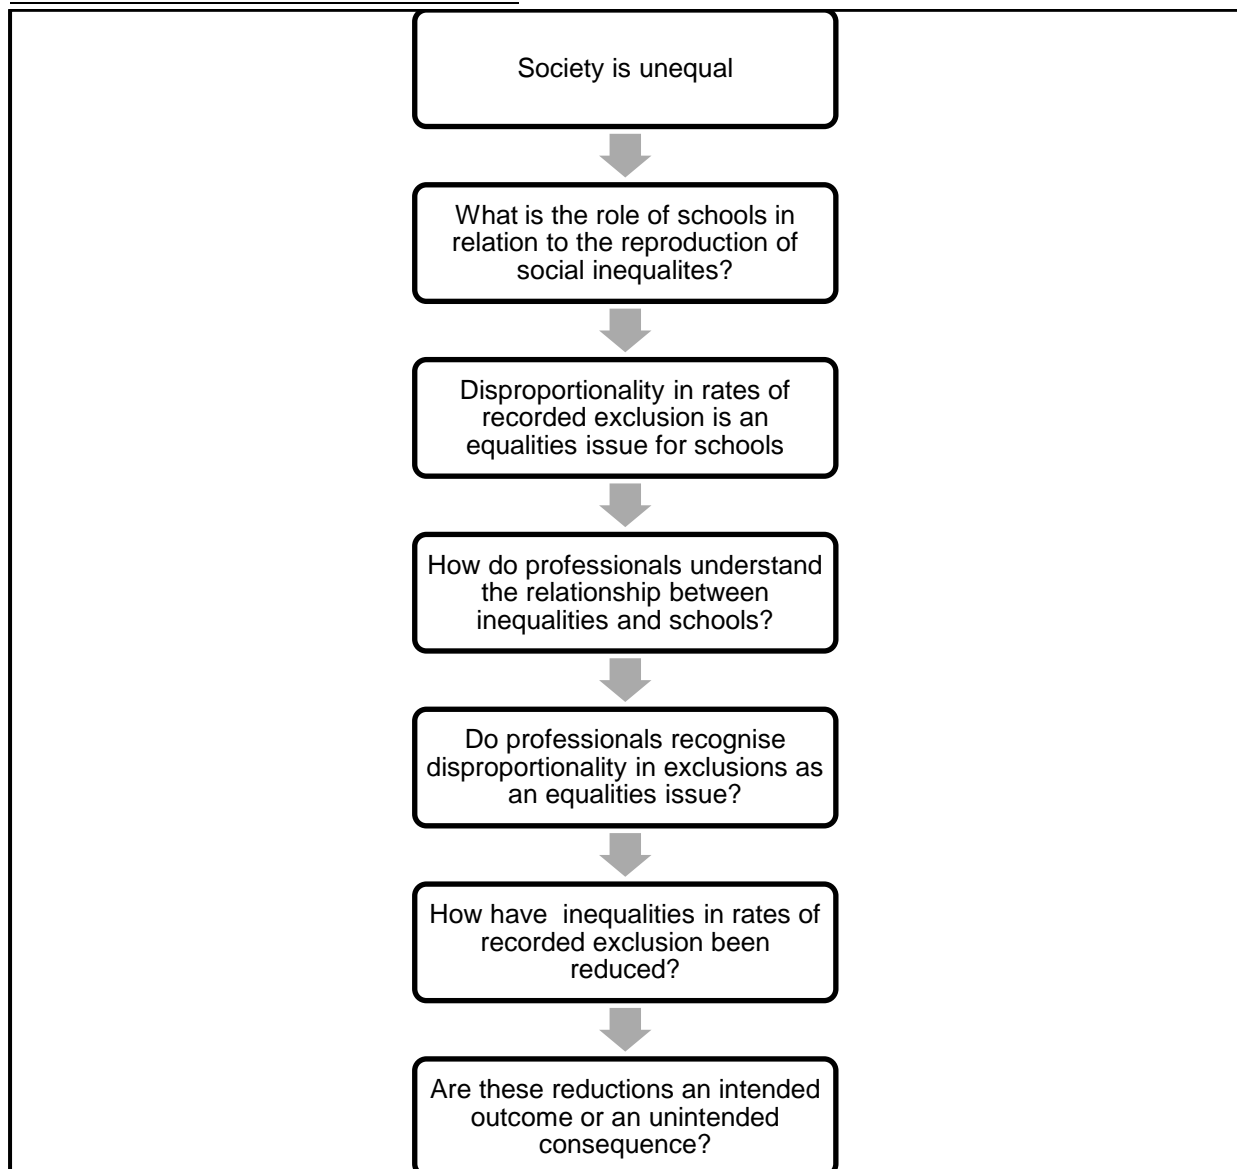 Society is unequal
What is the role of schools in
relation to the reproduction of
social inequalites?
Disproportionality in rates of
recorded exclusion is an
equalities issue for schools
How do professionals understand
the relationship between
inequalities and schools?
Do professionals recognise
disproportionality in exclusions as
an equalities issue?
How have  inequalities in rates of
recorded exclusion been
reduced?
Are these reductions an intended
outcome or an unintended
consequence?